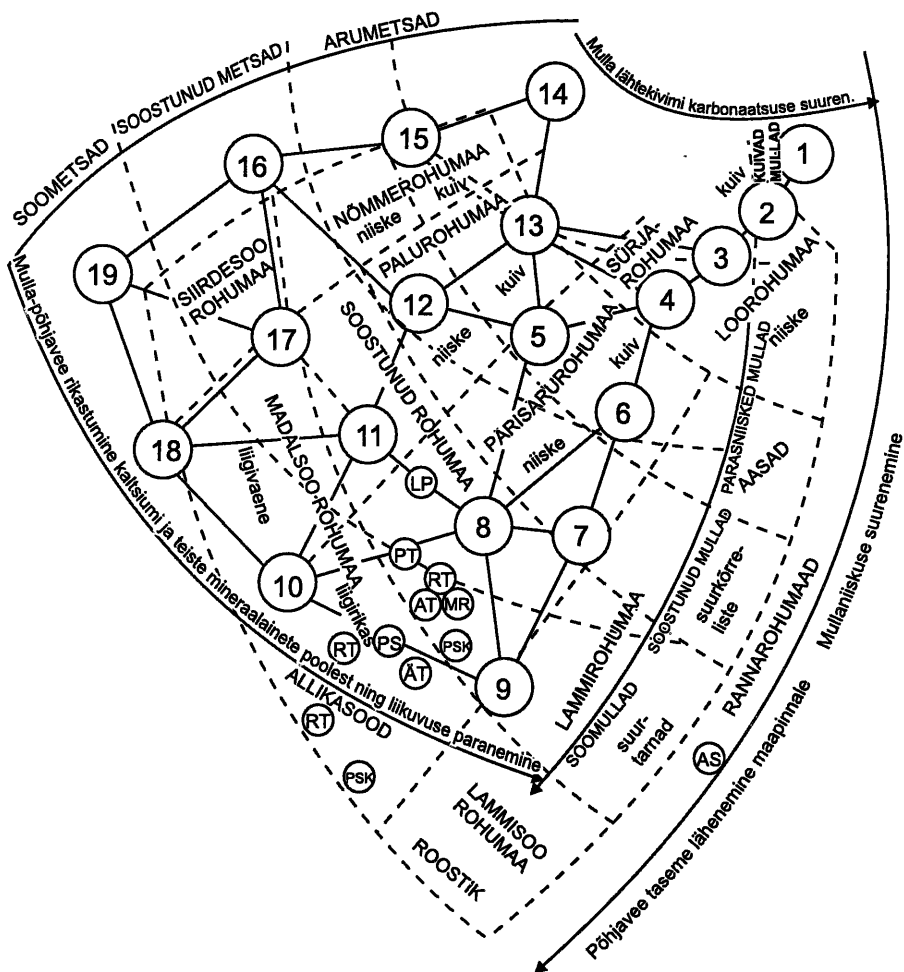 SOOMETSAD
SOOSTUNUD METSAD
ARUMETSAD
Mulla lähtekivimi karbonaatsuse suuren.
14
15
16
1
KUIVAD
MULLAD
kuiv
2
NÕMMEROHUMAA
niiske
kuiv
PALUROHUMAA
13
SÜRJA-
ROHUMAA
3
LOOROHUMAA
niiske
19
SIIRDESOO
ROHUMAA
12
kuiv
4
17
5
niiske
PÄRISARUROHUMAA
kuiv
niiske
SOOSTUNUD ROHUMAA
PARASNIISKED MULLAD
6
AASAD
11
18
MADALSOO-ROHUMAA
liigivaene
liigirikas
LP
8
7
PT
RT
ÄT
MR
10
SOOSTUNUD MULLAD
suurkõrre-
liste
RANNAROHUMAAD
Mullaniiskuse suurenemine
RT
PS
PSK
ÄT
9
LAMMIROHUMAA
SOOMULLAD
suur-
tarnad
AS
Mulla-põhjavee rikastumine kaltsiumi ja teiste mineraalainete poolest ning liikuvuse paranemine
ALLIKASOOD
RT
PSK
LAMMISOO
ROHUMAA
ROOSTIK
Põhjavee taseme lähenemine maapinnale